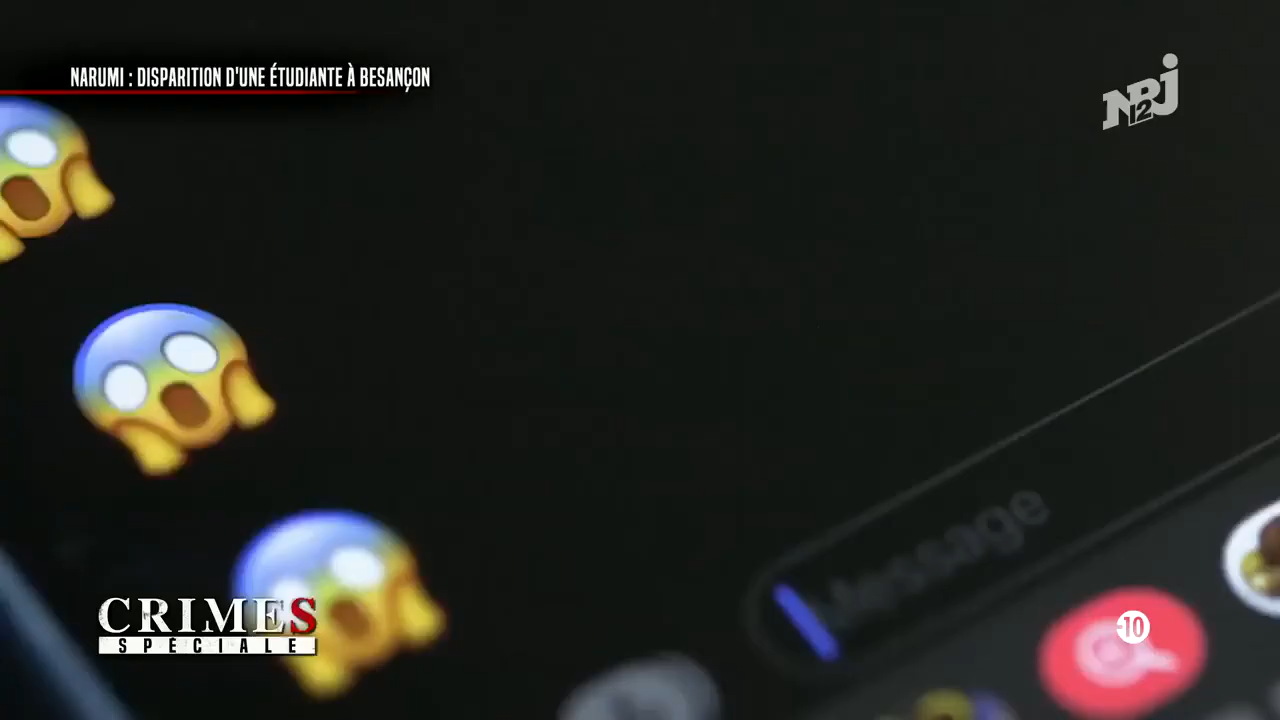 NARUMI : DISPARITION D'UNE ÉTUDIANTE À BESANÇON
NRJ
12
Message
CRIMES
SPÉCIALE
-10